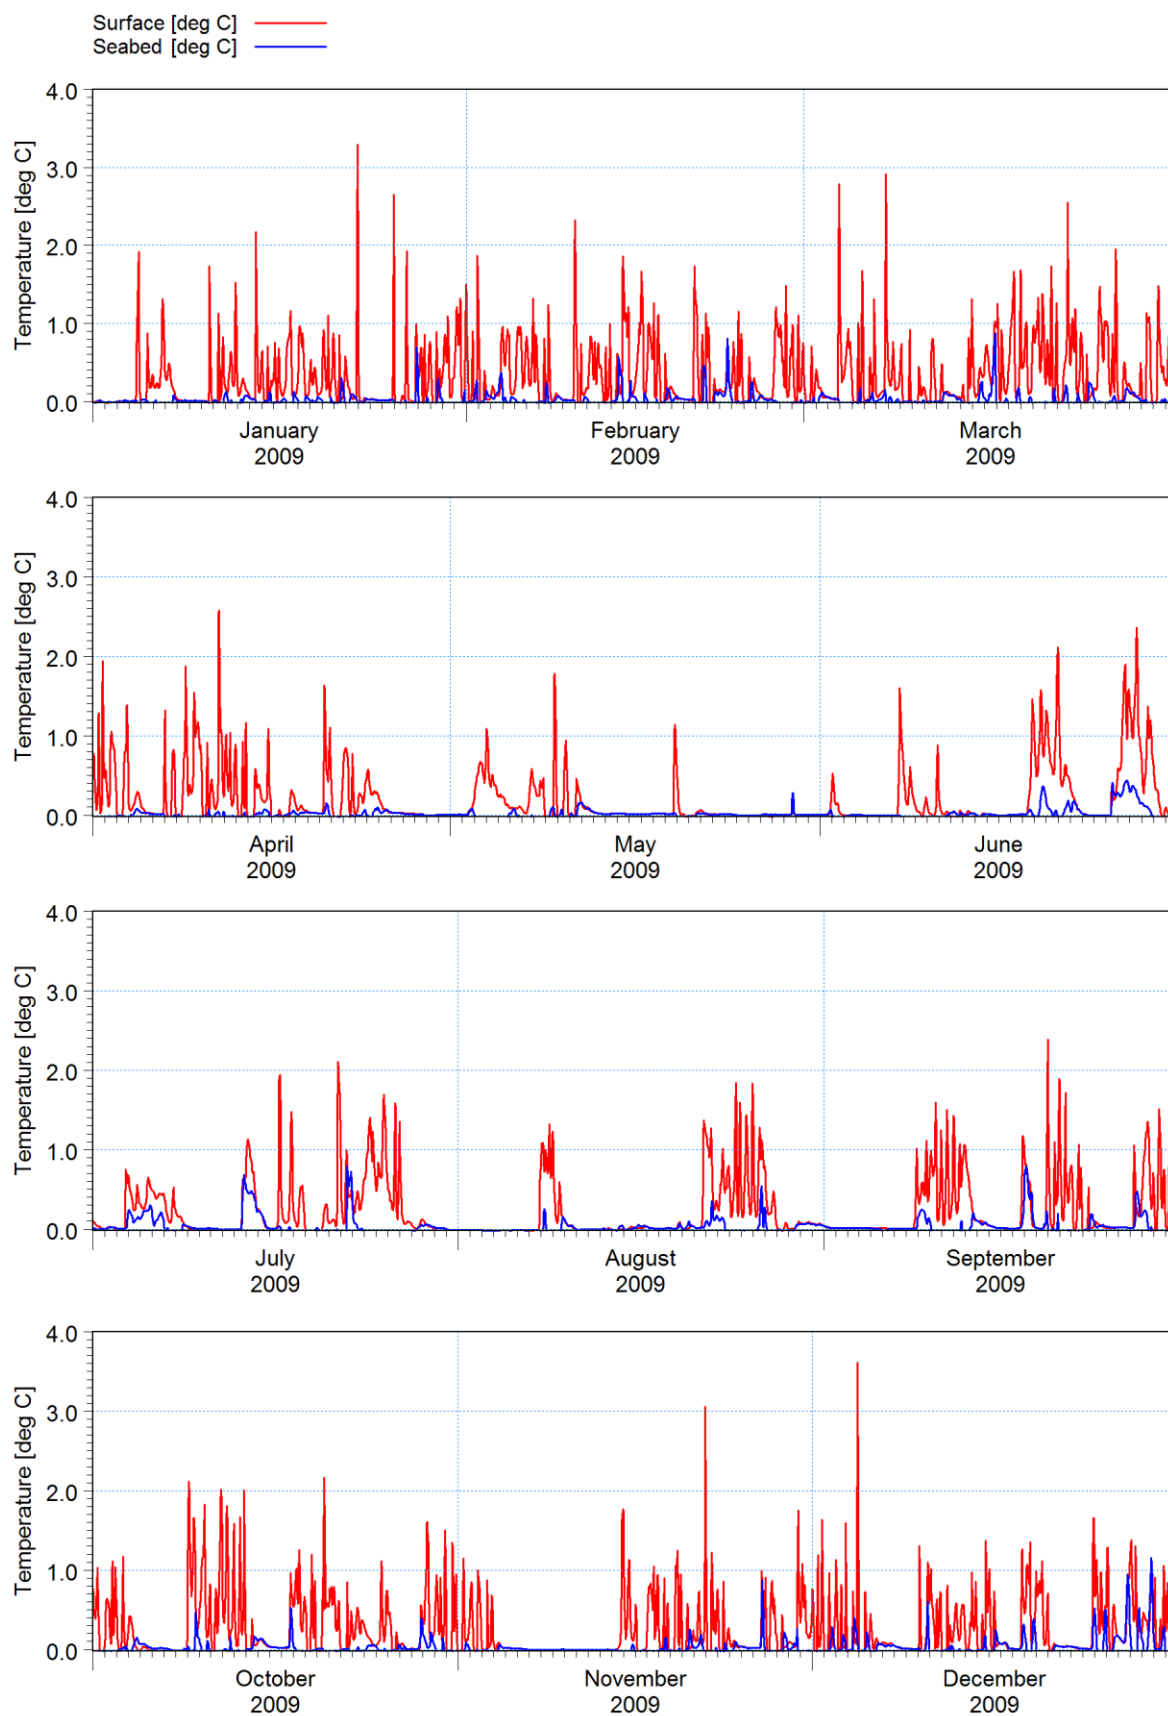 Surface [deg C]
Seabed [deg C]
Temperature [deg C]
4.0
3.0
2.0
1.0
0.0
January February March
2009 2009 2009
Temperature [deg C]
4.0
3.0
2.0
1.0
0.0
April May June
2009 2009 2009
Temperature [deg C]
4.0
3.0
2.0
1.0
0.0
July August September
2009 2009 2009
Temperature [deg C]
4.0
3.0
2.0
1.0
0.0
October November December
2009 2009 2009